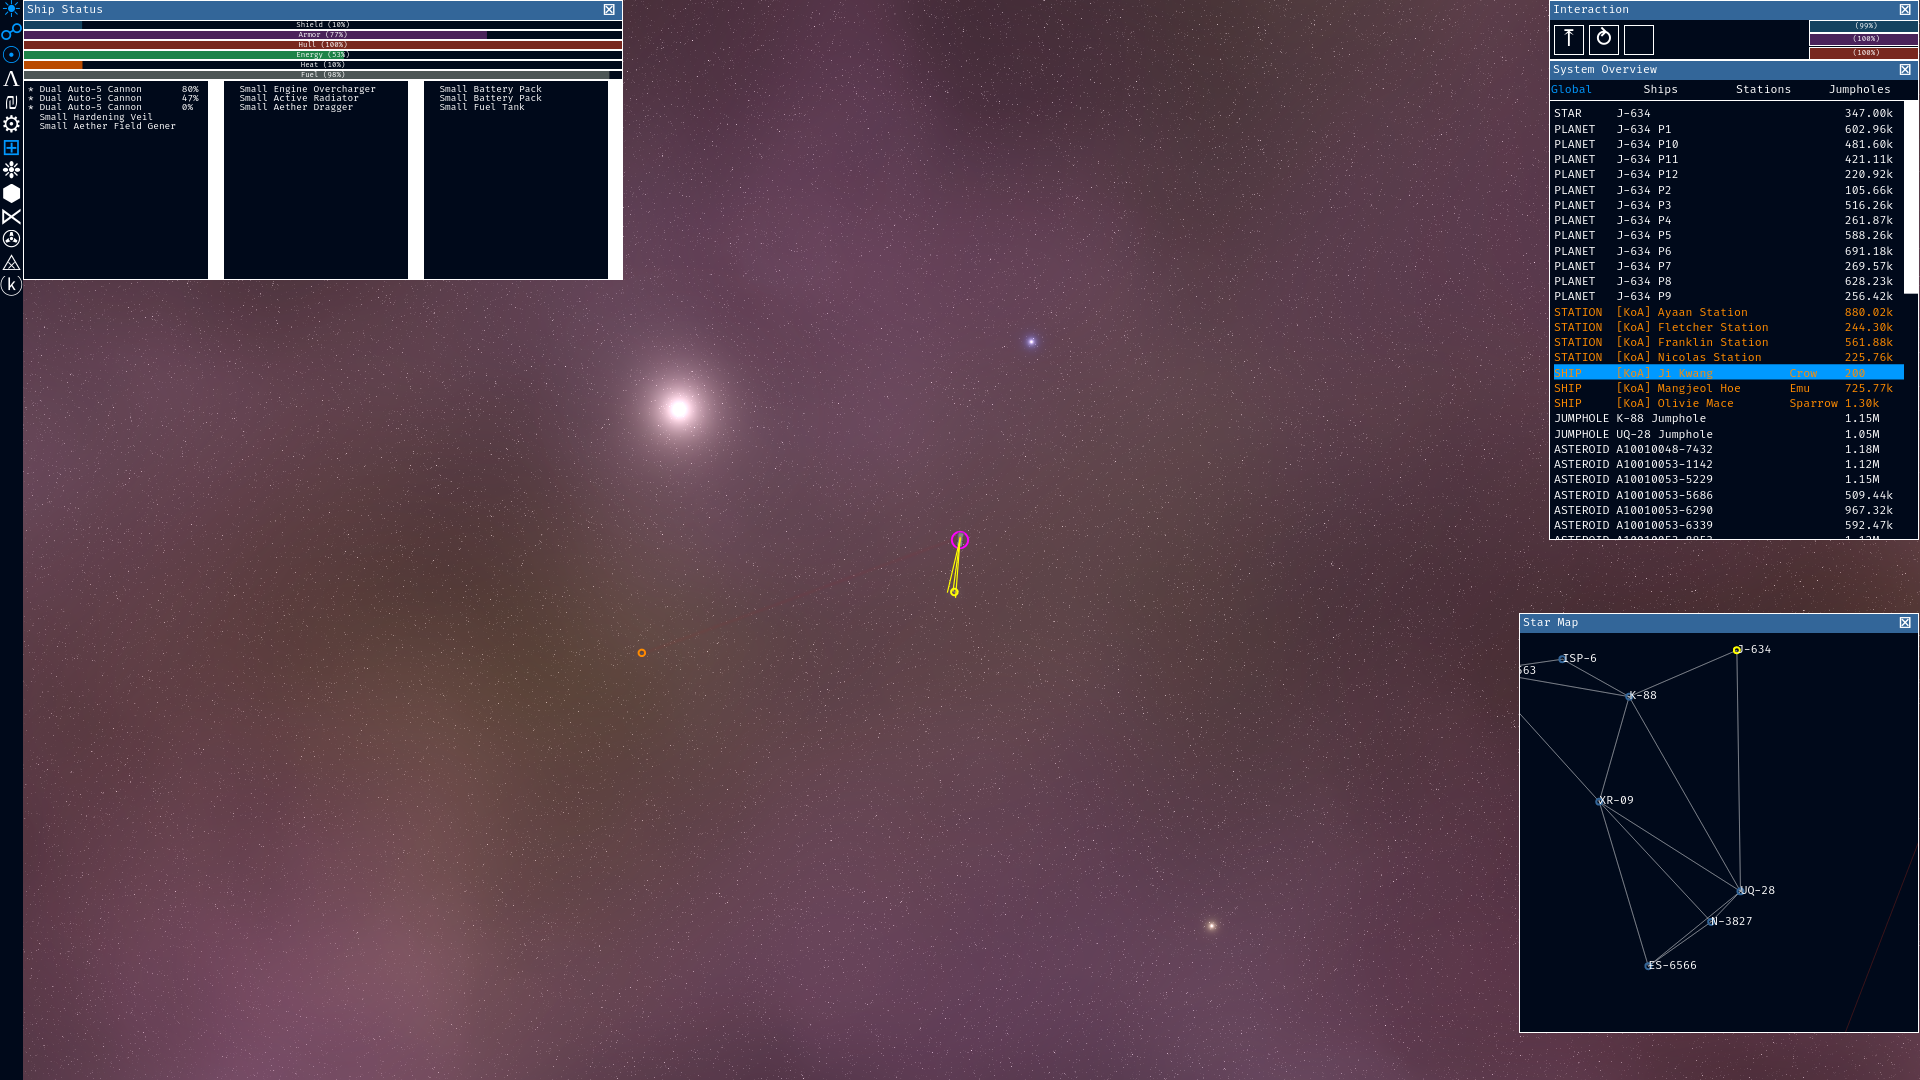 Ship Status
Shield (10%)
Armor (77%)
Hull (100%)
Energy (53%)
Heat (10%)
Fuel (98%)
* Dual Auto-5 Cannon 80%
* Dual Auto-5 Cannon 47%
* Dual Auto-5 Cannon 0%
Small Hardening Veil
Small Aether Field Gener
Small Engine Overcharger
Small Active Radiator
Small Aether Dragger
Small Battery Pack
Small Battery Pack
Small Fuel Tank
Interaction
(99%)
(100%)
(100%)
System Overview
Global Ships Stations Jumpholes
STAR J-634 347.00k
PLANET J-634 P1 602.96k
PLANET J-634 P10 481.60k
PLANET J-634 P11 421.11k
PLANET J-634 P12 220.92k
PLANET J-634 P2 105.66k
PLANET J-634 P3 516.26k
PLANET J-634 P4 261.87k
PLANET J-634 P5 588.26k
PLANET J-634 P6 691.18k
PLANET J-634 P7 269.57k
PLANET J-634 P8 628.23k
PLANET J-634 P9 256.42k
STATION [KoA] Ayaan Station 880.02k
STATION [KoA] Fletcher Station 244.30k
STATION [KoA] Franklin Station 561.88k
STATION [KoA] Nicolas Station 225.76k
SHIP [KoA] Ji Kwang Crow 200
SHIP [KoA] Mangjeol Hoe Emu 725.77k
SHIP [KoA] Olivie Mace Sparrow 1.30k
JUMPHOLE K-88 Jumphole 1.15M
JUMPHOLE UQ-28 Jumphole 1.05M
ASTEROID A10010048-7432 1.18M
ASTEROID A10010053-1142 1.12M
ASTEROID A10010053-5229 1.15M
ASTEROID A10010053-5686 509.44k
ASTEROID A10010053-6290 967.32k
ASTEROID A10010053-6339 592.47k
Star Map
J-634
ISP-6
63
K-88
XR-09
UQ-28
N-3827
ES-6566